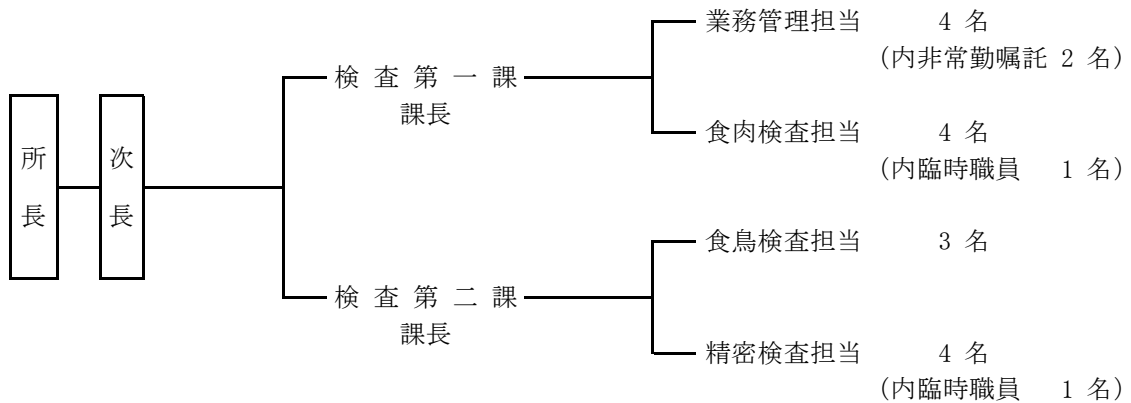 所長
次長
検査第一課
課長
業務管理担当 4 名
(内非常勤嘱託 2 名)
食肉検査担当 4 名
(内臨時職員 1 名)
検査第二課
課長
食鳥検査担当 3 名
精密検査担当 4 名
(内臨時職員 1 名)